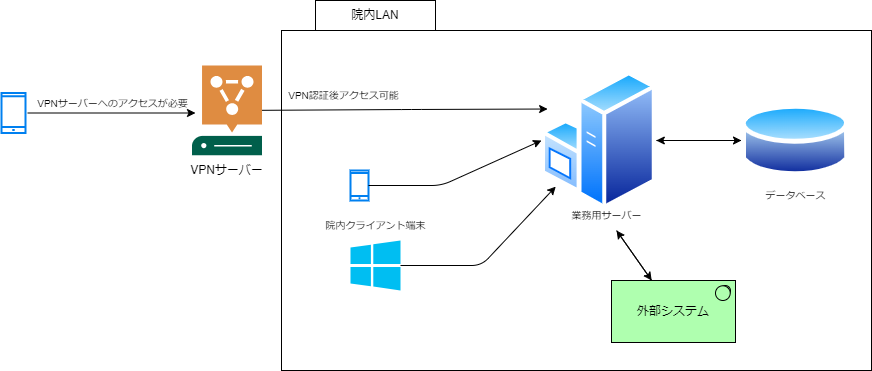 院内LAN
VPNサーバーへのアクセスが必要
VPN認証後アクセス可能
VPNサーバー
院内クライアント端末
業務用サーバー
データベース
外部システム